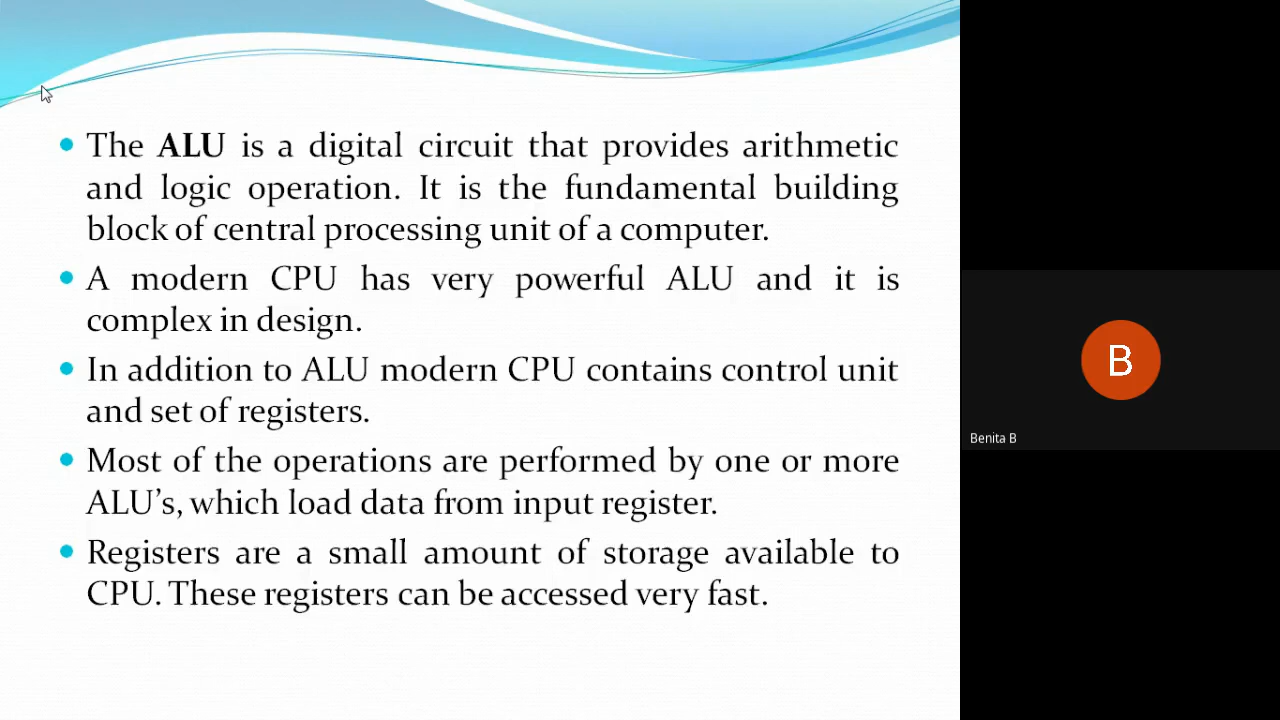 The ALU is a digital circuit that provides arithmetic
and logic operation. It is the fundamental building
block of central processing unit of a computer.
A modern CPU has very powerful ALU and it is
complex in design.
In addition to ALU modern CPU contains control unit
and set of registers.
Most of the operations are performed by one or more
ALU’s, which load data from input register.
Registers are a small amount of storage available to
CPU. These registers can be accessed very fast.
B
Benita B